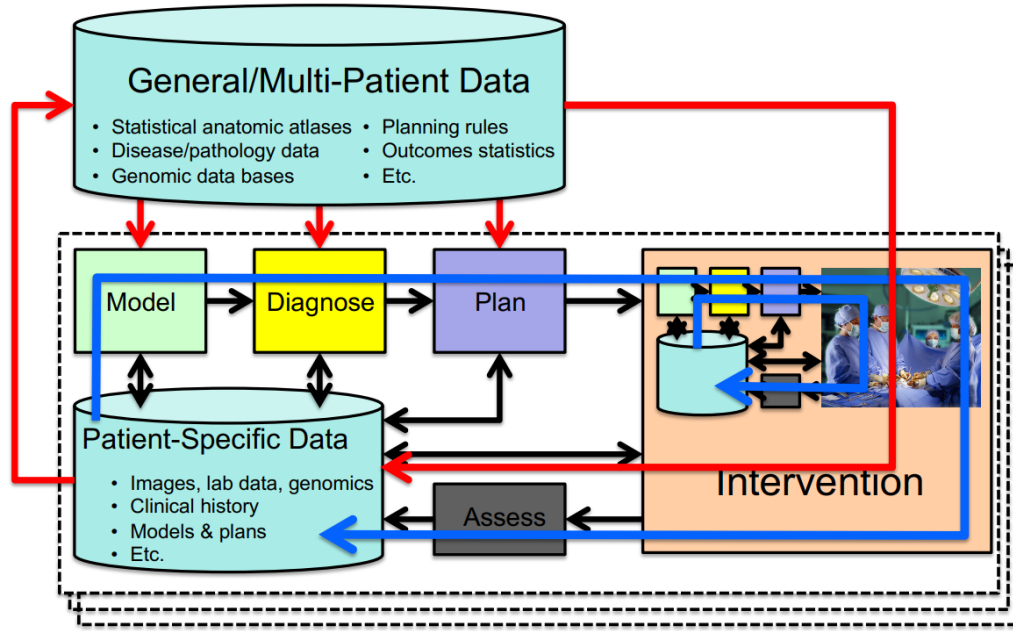 General/Multi-Patient Data
• Statistical anatomic atlases
• Disease/pathology data
• Genomic data bases
• Planning rules
• Outcomes statistics
• Etc.
Model
Diagnose
Plan
Patient-Specific Data
• Images, lab data, genomics
• Clinical history
• Models & plans
• Etc.
Assess
Intervention